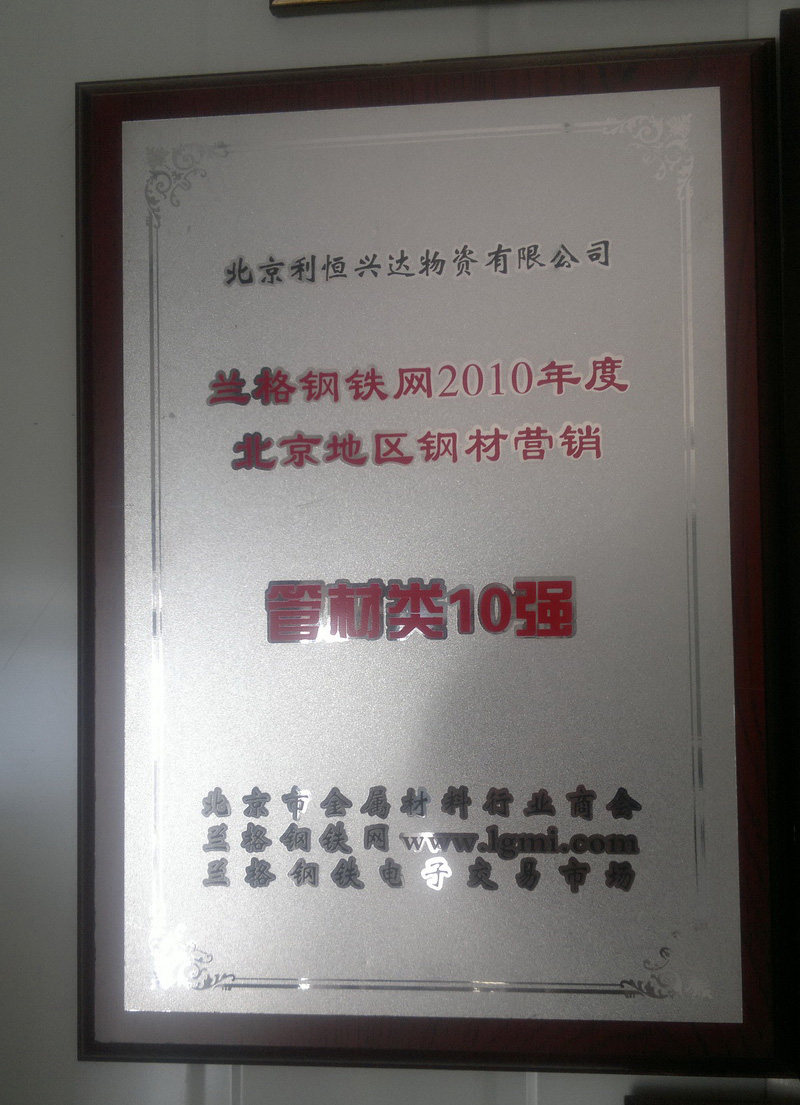 北京利恒兴达物资有限公司
兰格钢铁网2010年度
北京地区钢材营销
管材类10强
北京市金属材料行业商会
兰格钢铁网www.lgmi.com
兰格钢铁电子交易市场